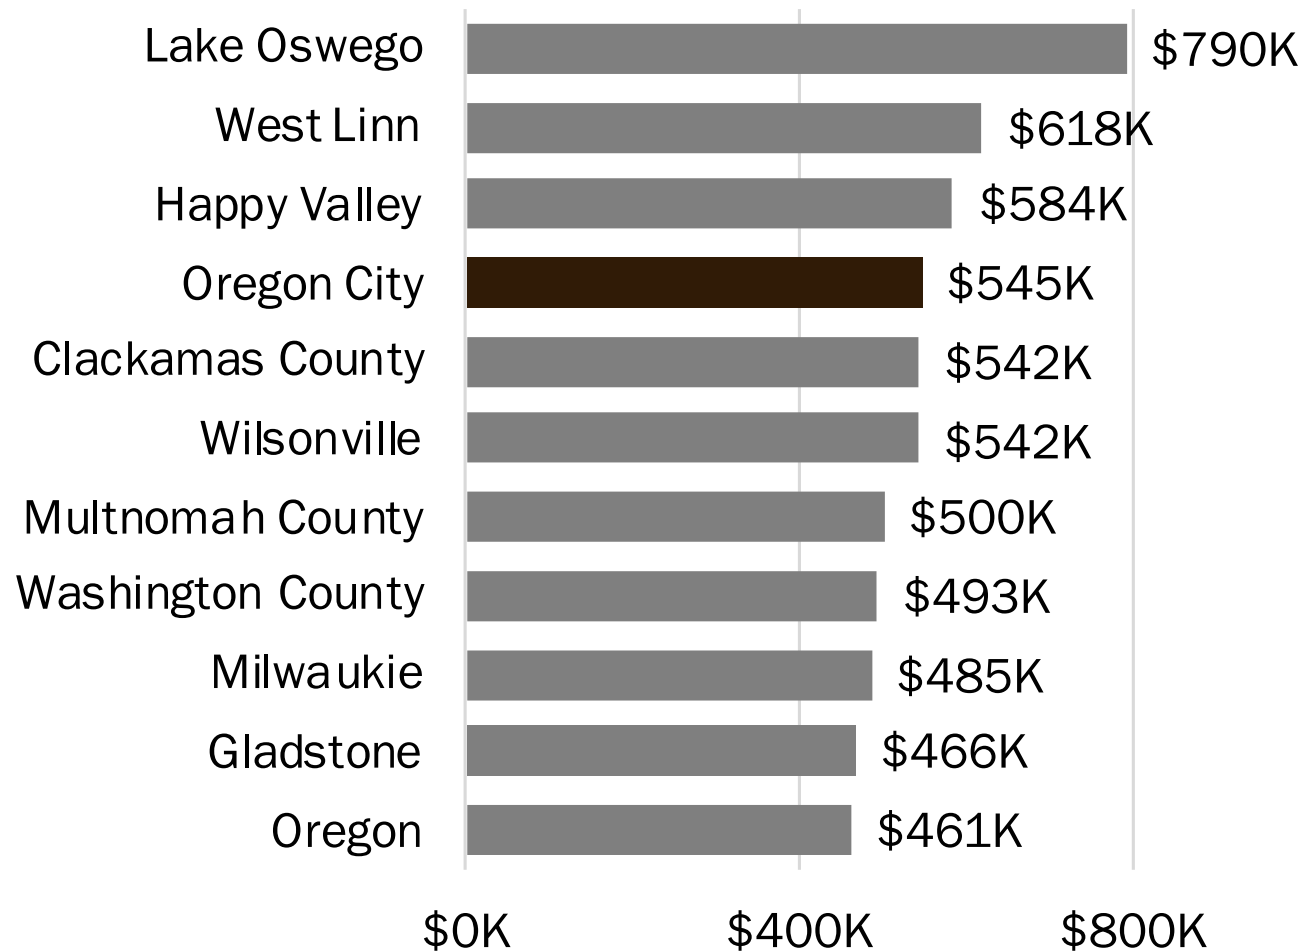 Lake Oswego $790K
West Linn $618K
Happy Valley $584K
Oregon City $545K
Clackamas County $542K
Wilsonville $542K
Multnomah County $500K
Washington County $493K
Milwaukie $485K
Gladstone $466K
Oregon $461K
$0K $400K $800K